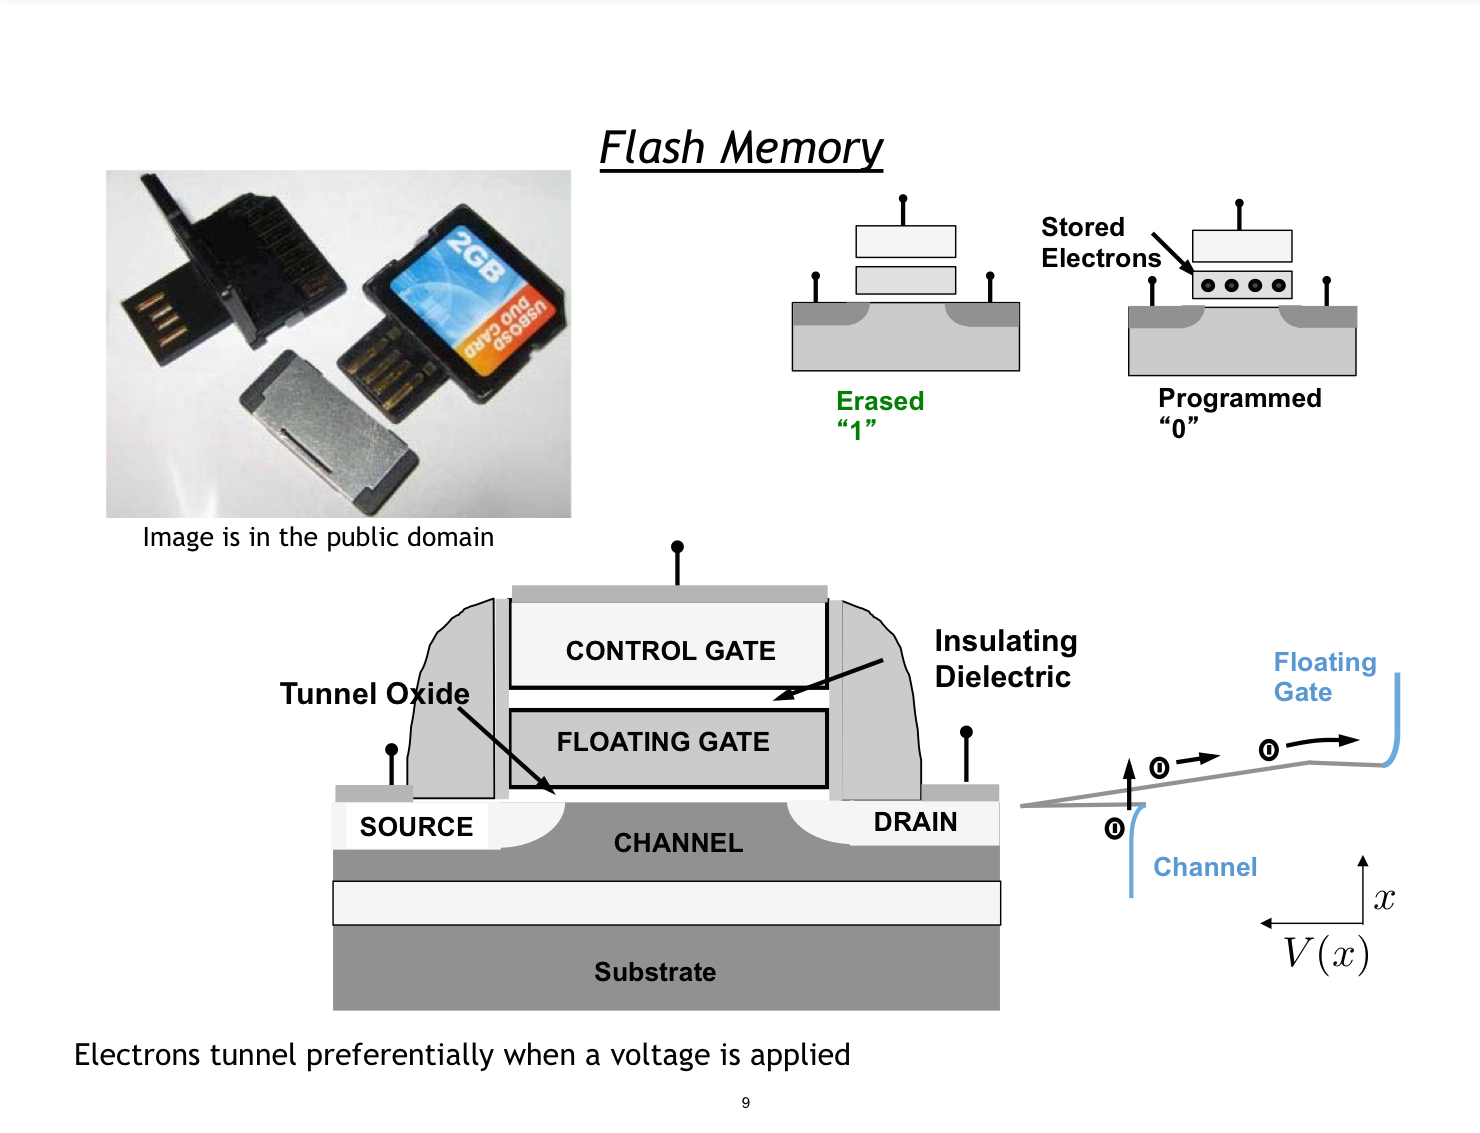 Flash Memory
2GB
USBOSD
DUO CARD
Image is in the public domain
Stored
Electrons
Erased
“1”
Programmed
“0”
CONTROL GATE
Insulating
Dielectric
Tunnel Oxide
FLOATING GATE
SOURCE
CHANNEL
DRAIN
Substrate
Floating
Gate
Channel
x
V(x)
Electrons tunnel preferentially when a voltage is applied
9